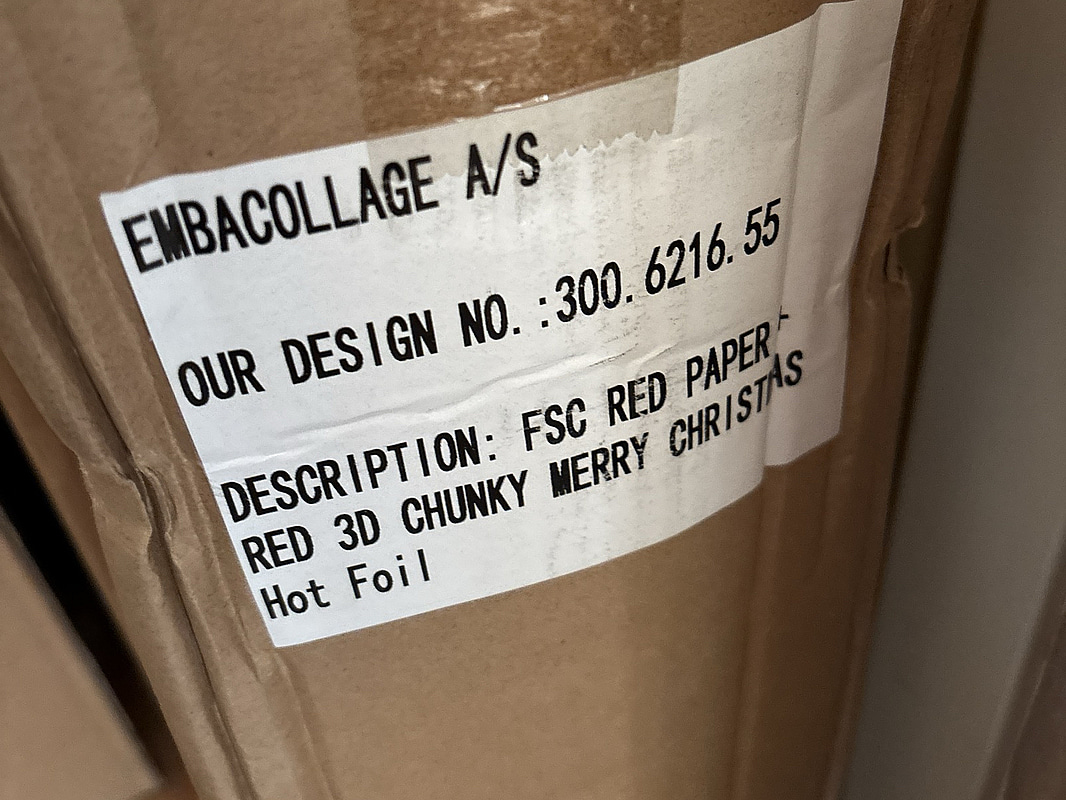 EMBACOLLAGE A/S
OUR DESIGN NO.:300.6216.55
DESCRIPTION: FSC RED PAPER+
RED 3D CHUNKY MERRY CHRISTMAS
Hot Foil